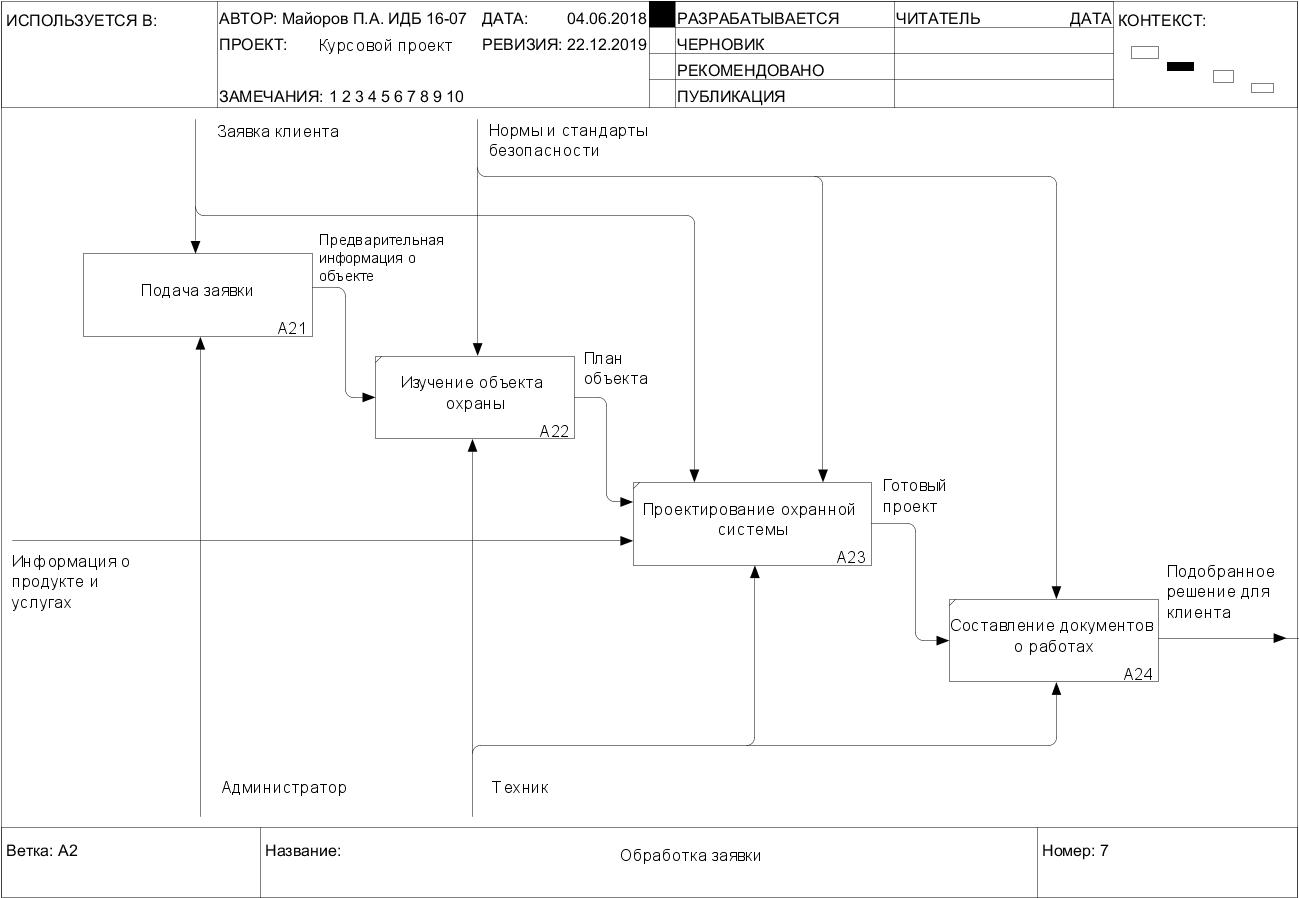 ИСПОЛЬЗУЕТСЯ В:
АВТОР: Майоров П.А. ИДБ 16-07
ДАТА: 04.06.2018
ПРОЕКТ: Курсовой проект
РЕВИЗИЯ: 22.12.2019
ЗАМЕЧАНИЯ: 1 2 3 4 5 6 7 8 9 10
РАЗРАБАТЫВАЕТСЯ
ЧЕРНОВИК
РЕКОМЕНДОВАНО
ПУБЛИКАЦИЯ
ЧИТАТЕЛЬ ДАТА
КОНТЕКСТ:
Заявка клиента
Нормы и стандарты
безопасности
Предварительная
информация о
объекте
Подача заявки
A21
План
объекта
Изучение объекта
охраны
A22
Готовый
проект
Проектирование охранной
системы
A23
Информация о
продукте и
услугах
Подобранное
решение для
клиента
Составление документов
о работах
A24
Администратор
Техник
Ветка: A2
Название:
Обработка заявки
Номер: 7